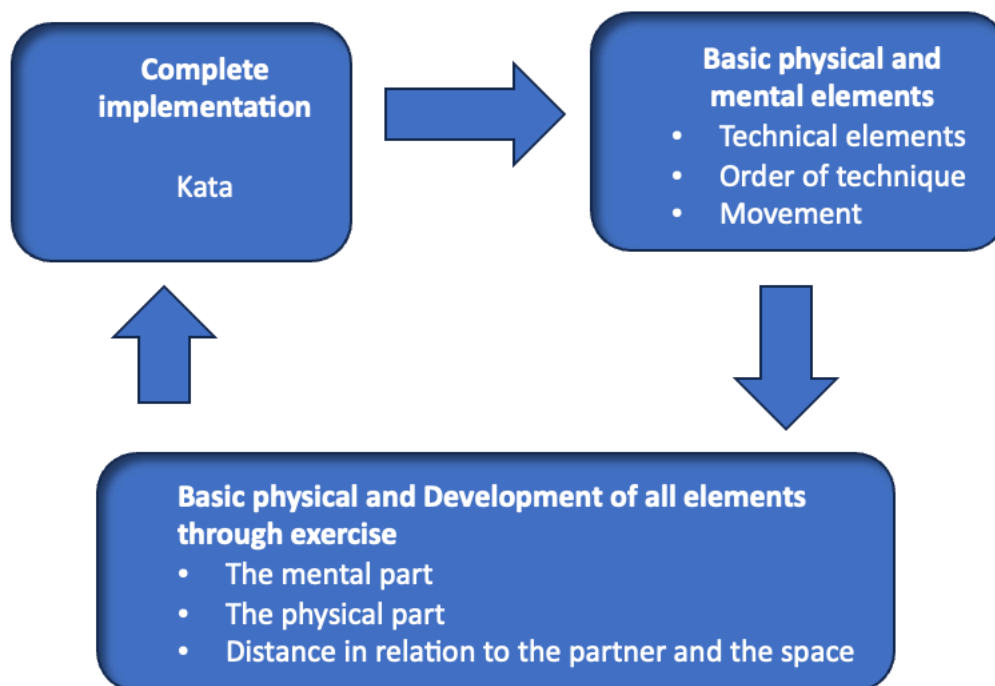 Complete
implementation
Kata
Basic physical and
mental elements
• Technical elements
• Order of technique
• Movement
Basic physical and Development of all elements
through exercise
• The mental part
• The physical part
• Distance in relation to the partner and the space